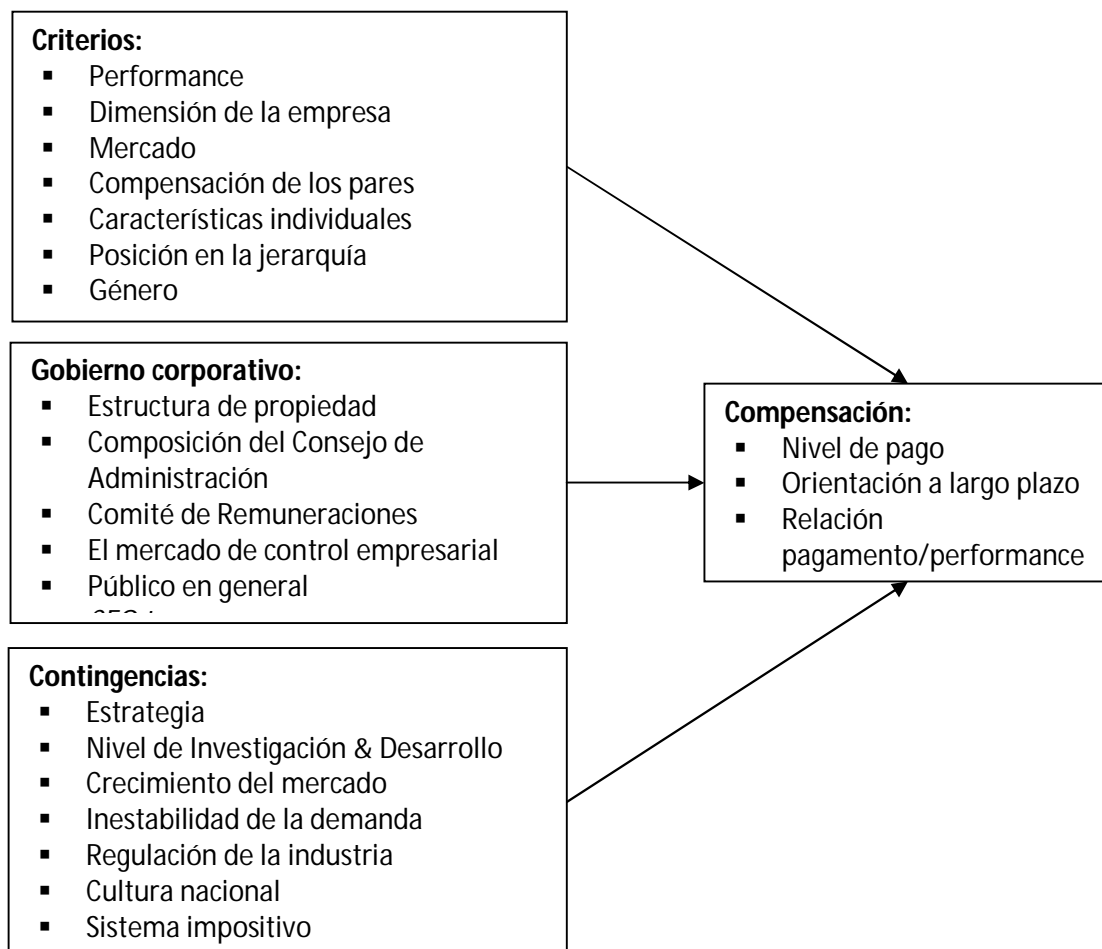 Criterios:
▪ Performance
▪ Dimensión de la empresa
▪ Mercado
▪ Compensación de los pares
▪ Características individuales
▪ Posición en la jerarquía
▪ Género
Gobierno corporativo:
▪ Estructura de propiedad
▪ Composición del Consejo de
Administración
▪ Comité de Remuneraciones
▪ El mercado de control empresarial
▪ Público en general
Compensación:
▪ Nivel de pago
▪ Orientación a largo plazo
▪ Relación
pagamento/performance
Contingencias:
▪ Estrategia
▪ Nivel de Investigación & Desarrollo
▪ Crecimiento del mercado
▪ Inestabilidad de la demanda
▪ Regulación de la industria
▪ Cultura nacional
▪ Sistema impositivo